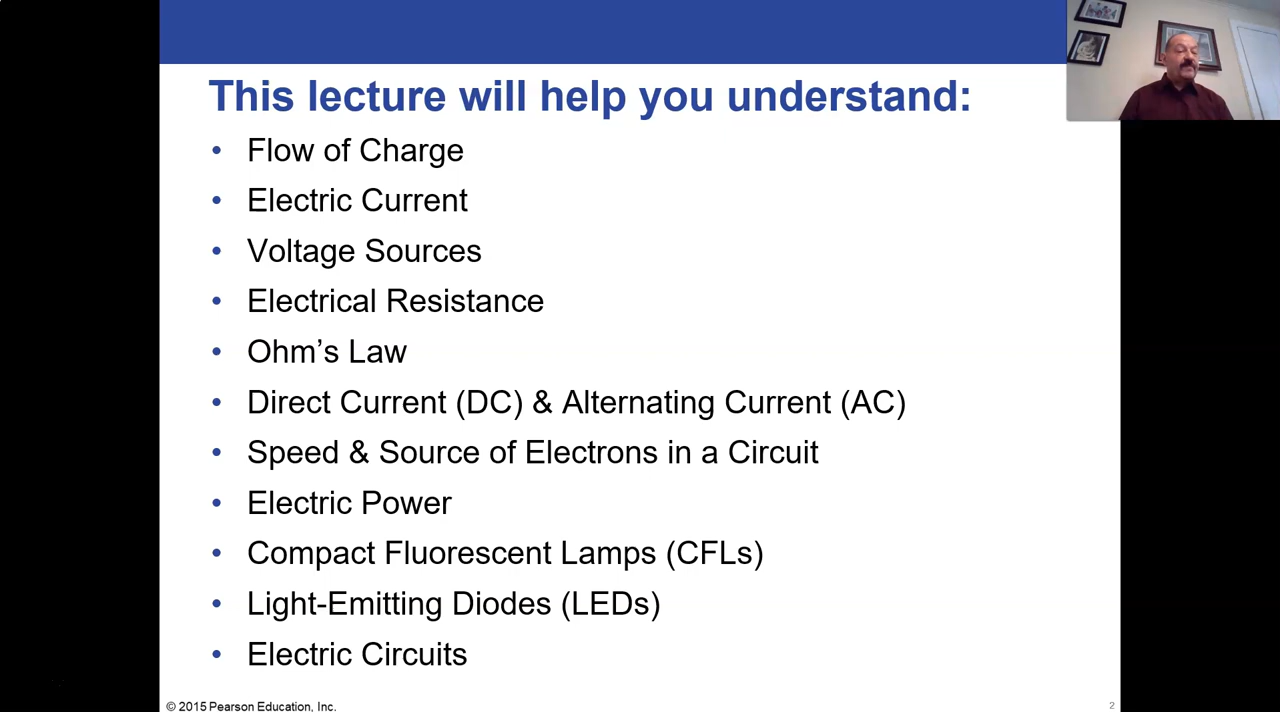 This lecture will help you understand:
• Flow of Charge
• Electric Current
• Voltage Sources
• Electrical Resistance
• Ohm’s Law
• Direct Current (DC) & Alternating Current (AC)
• Speed & Source of Electrons in a Circuit
• Electric Power
• Compact Fluorescent Lamps (CFLs)
• Light-Emitting Diodes (LEDs)
• Electric Circuits
© 2015 Pearson Education, Inc.
2